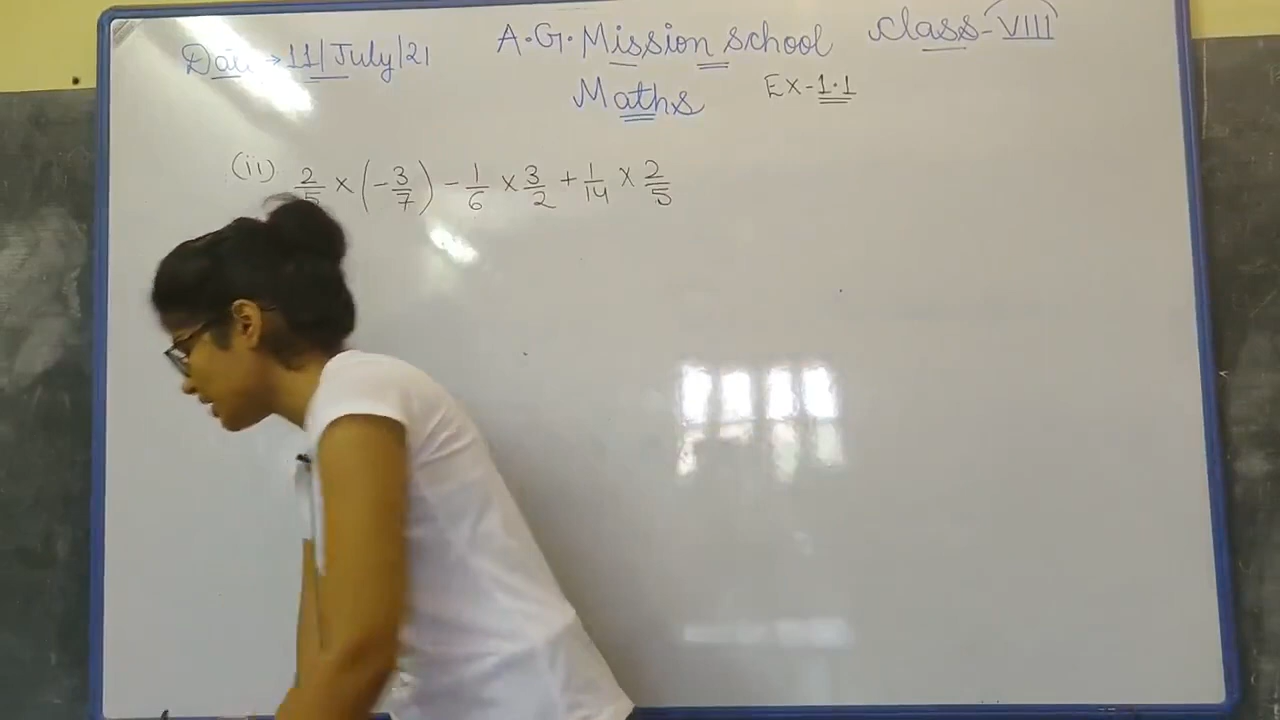 A.G. Mission school Class-VIII
Date → 11/July/21
Maths Ex-1.1
(ii) 2/5 × (-3/7) - 1/6 × 3/2 + 1/14 × 2/5